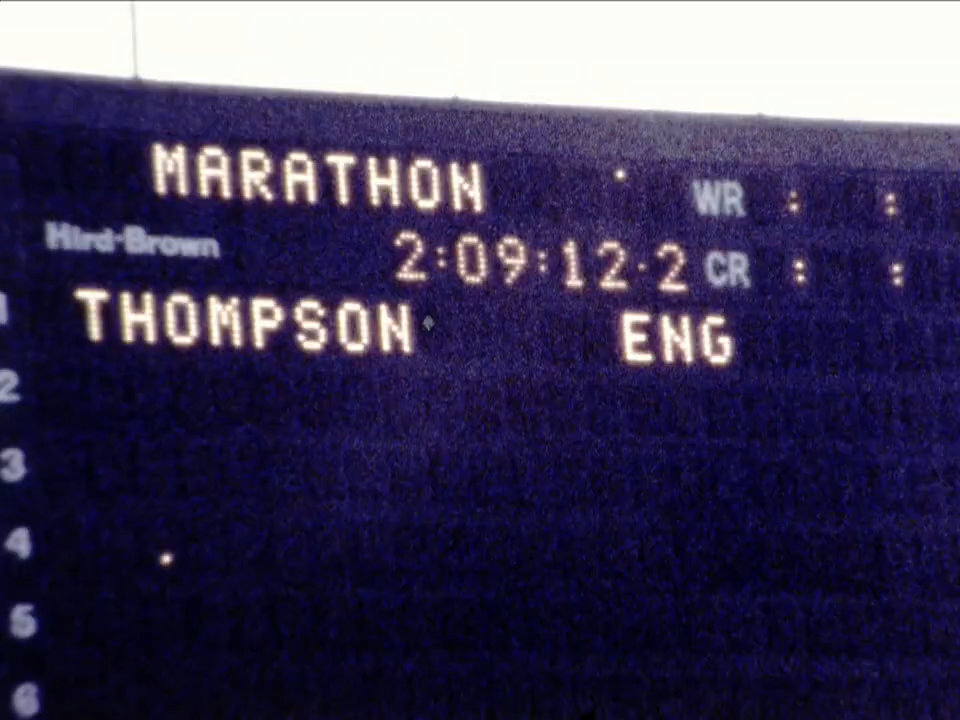 MARATHON WR : :
Hird-Brown 2:09:12.2 CR : :
1 THOMPSON ENG
2
3
4
5
6